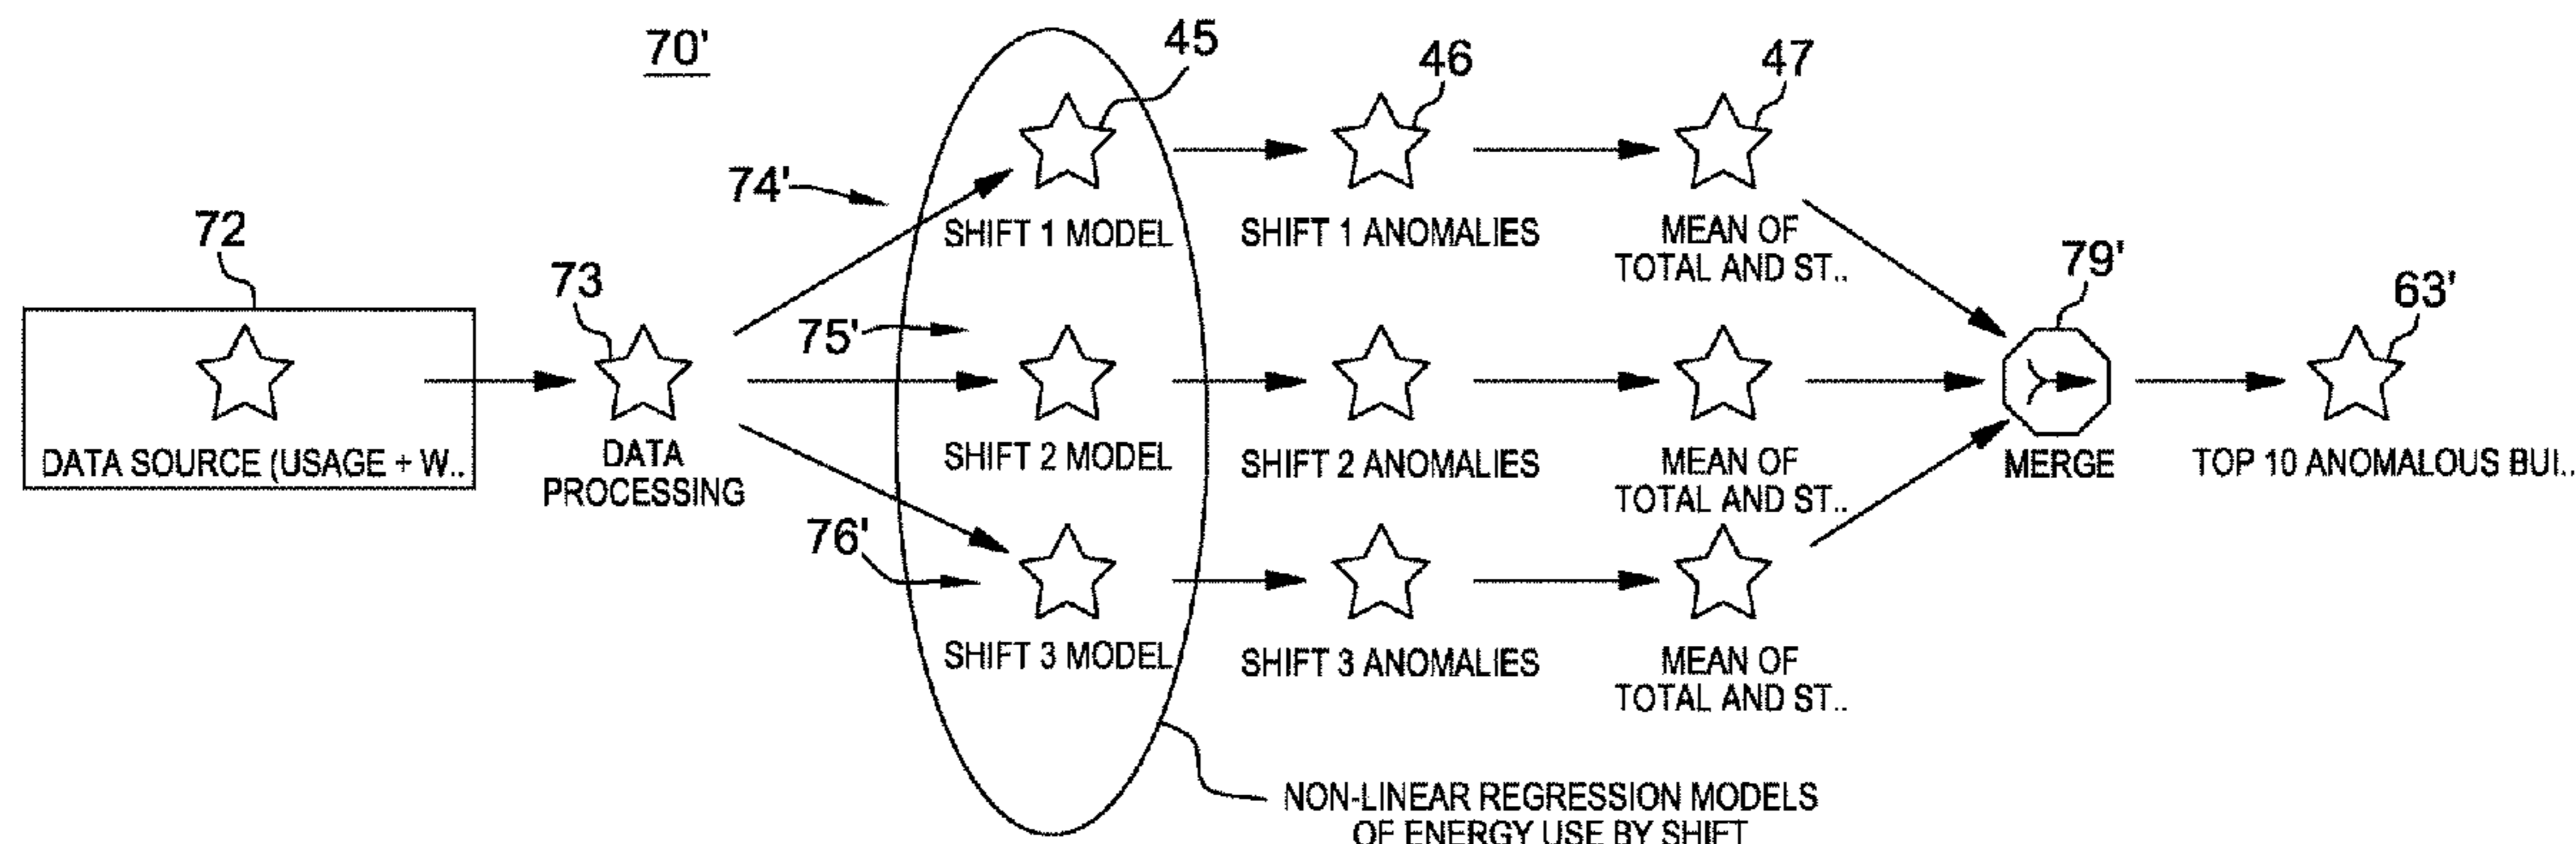 70'
45
46
47
74'
72
SHIFT 1 MODEL
SHIFT 1 ANOMALIES
MEAN OF
TOTAL AND ST..
79'
73
75'
63'
DATA SOURCE (USAGE + W..
DATA
PROCESSING
SHIFT 2 MODEL
SHIFT 2 ANOMALIES
MEAN OF
TOTAL AND ST..
MERGE
TOP 10 ANOMALOUS BUI..
76'
SHIFT 3 MODEL
SHIFT 3 ANOMALIES
MEAN OF
TOTAL AND ST..
NON-LINEAR REGRESSION MODELS
OF ENERGY USE BY SHIFT